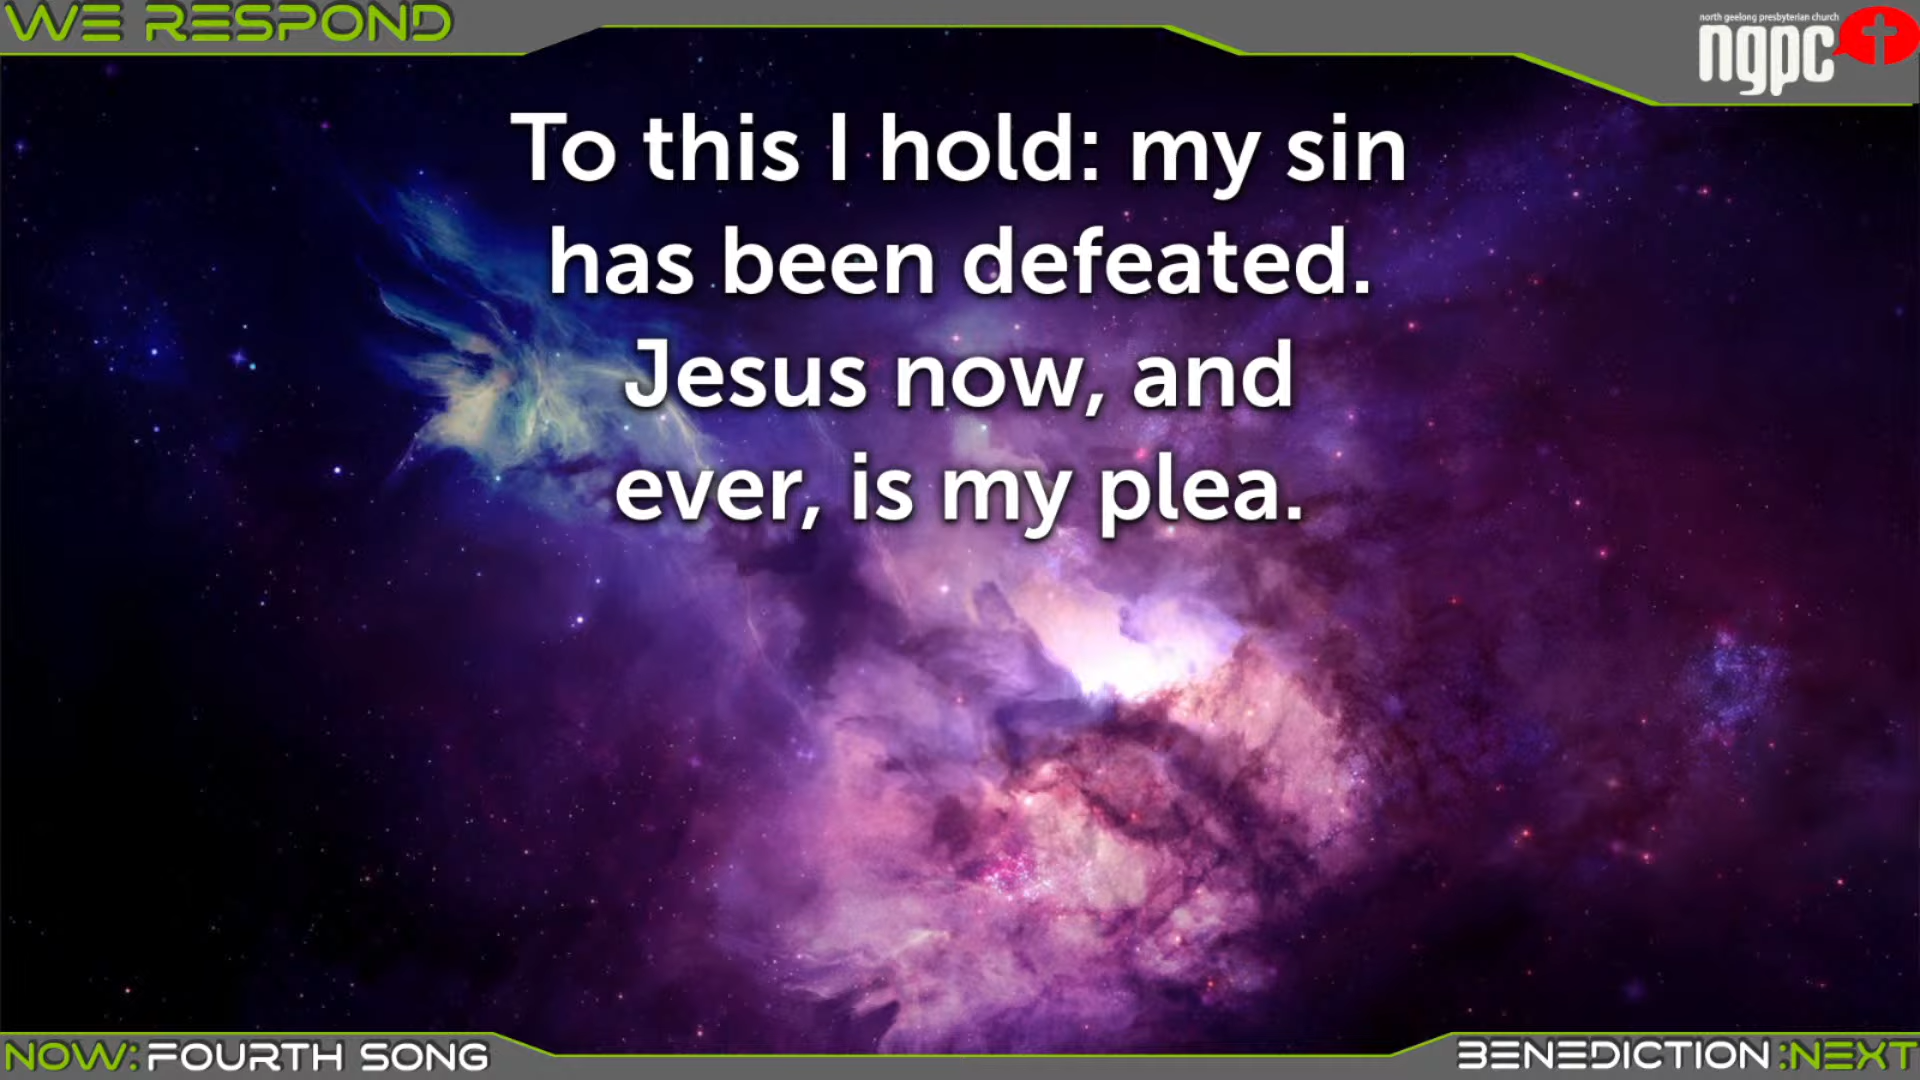 WE RESPOND
north geelong presbyterian church
ngpc
To this I hold: my sin
has been defeated.
Jesus now, and
ever, is my plea.
NOW: FOURTH SONG
BENEDICTION :NEXT